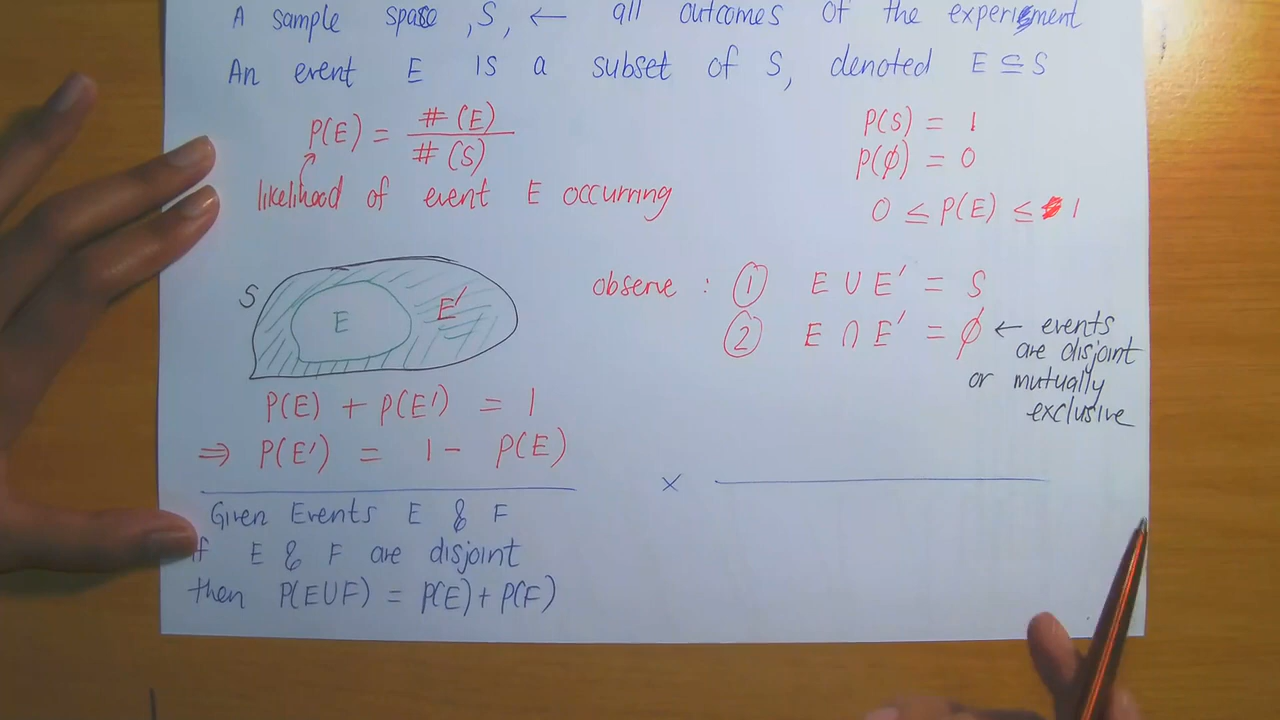 A sample space, S, ← all outcomes of the experiment
An event E is a subset of S, denoted E ⊆ S
P(E) = #(E) / #(S)
likelihood of event E occurring
P(S) = 1
P(∅) = 0
0 ≤ P(E) ≤ 1
S
E
E'
P(E) + P(E') = 1
⇒ P(E') = 1 - P(E)
observe : ① E ∪ E' = S
② E ∩ E' = ∅ ← events
are disjoint
or mutually
exclusive
×
Given Events E & F
If E & F are disjoint
then P(E∪F) = P(E) + P(F)